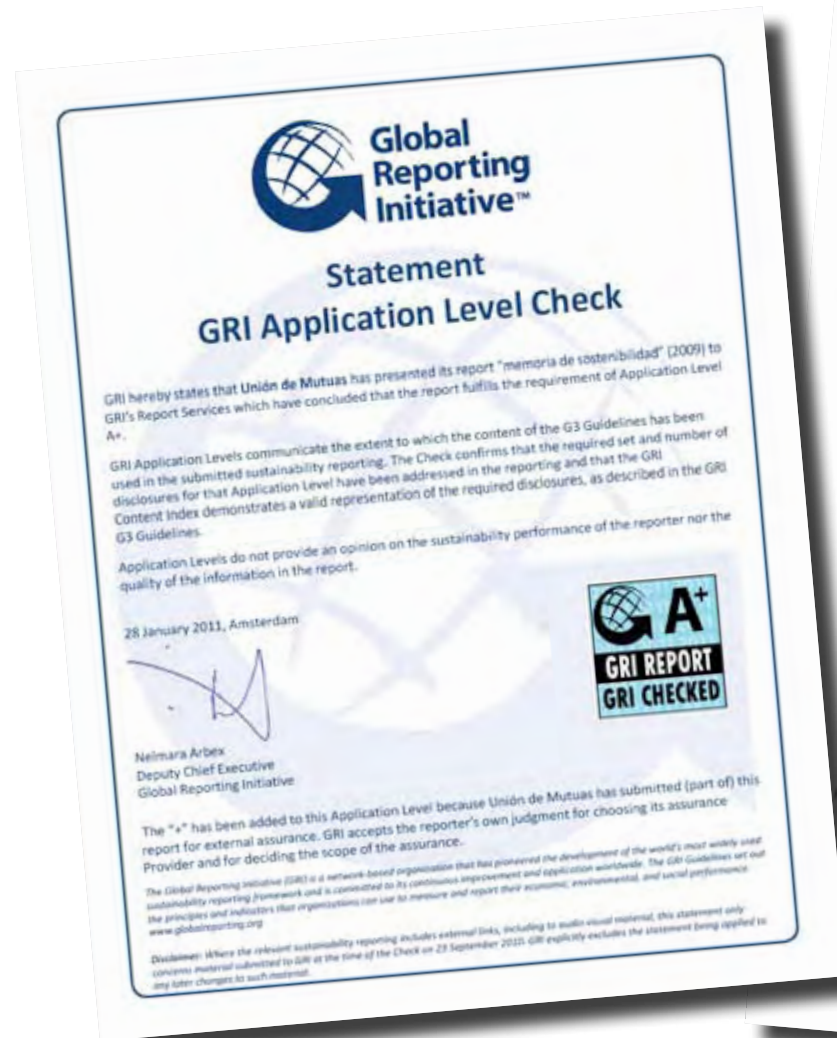 Global
Reporting
Initiative™
Statement
GRI Application Level Check
GRI hereby states that Unión de Mutuas has presented its report "memoria de sostenibilidad" (2009) to
GRI's Report Services which have concluded that the report fulfills the requirement of Application Level
A+.
GRI Application Levels communicate the extent to which the content of the G3 Guidelines has been
used in the submitted sustainability reporting. The Check confirms that the required set and number of
disclosures for that Application Level have been addressed in the reporting and that the GRI
Content Index demonstrates a valid representation of the required disclosures, as described in the GRI
G3 Guidelines.
Application Levels do not provide an opinion on the sustainability performance of the reporter nor the
quality of the information in the report.
28 January 2011, Amsterdam
A+
GRI REPORT
GRI CHECKED
Nelmara Arbex
Deputy Chief Executive
Global Reporting Initiative
The "+" has been added to this Application Level because Unión de Mutuas has submitted (part of) this
report for external assurance. GRI accepts the reporter's own judgment for choosing its assurance
Provider and for deciding the scope of the assurance.
The Global Reporting Initiative (GRI) is a network-based organization that has pioneered the development of the world's most widely used
sustainability reporting framework and is committed to its continuous improvement and application worldwide. The GRI Guidelines set out
the principles and indicators that organizations can use to measure and report their economic, environmental, and social performance.
www.globalreporting.org
Disclaimer: Where the relevant sustainability reporting includes external links, including to audio visual material, this statement only
concerns material submitted to GRI at the time of the Check on 23 September 2010. GRI explicitly excludes the statement being applied to
any later changes to such material.